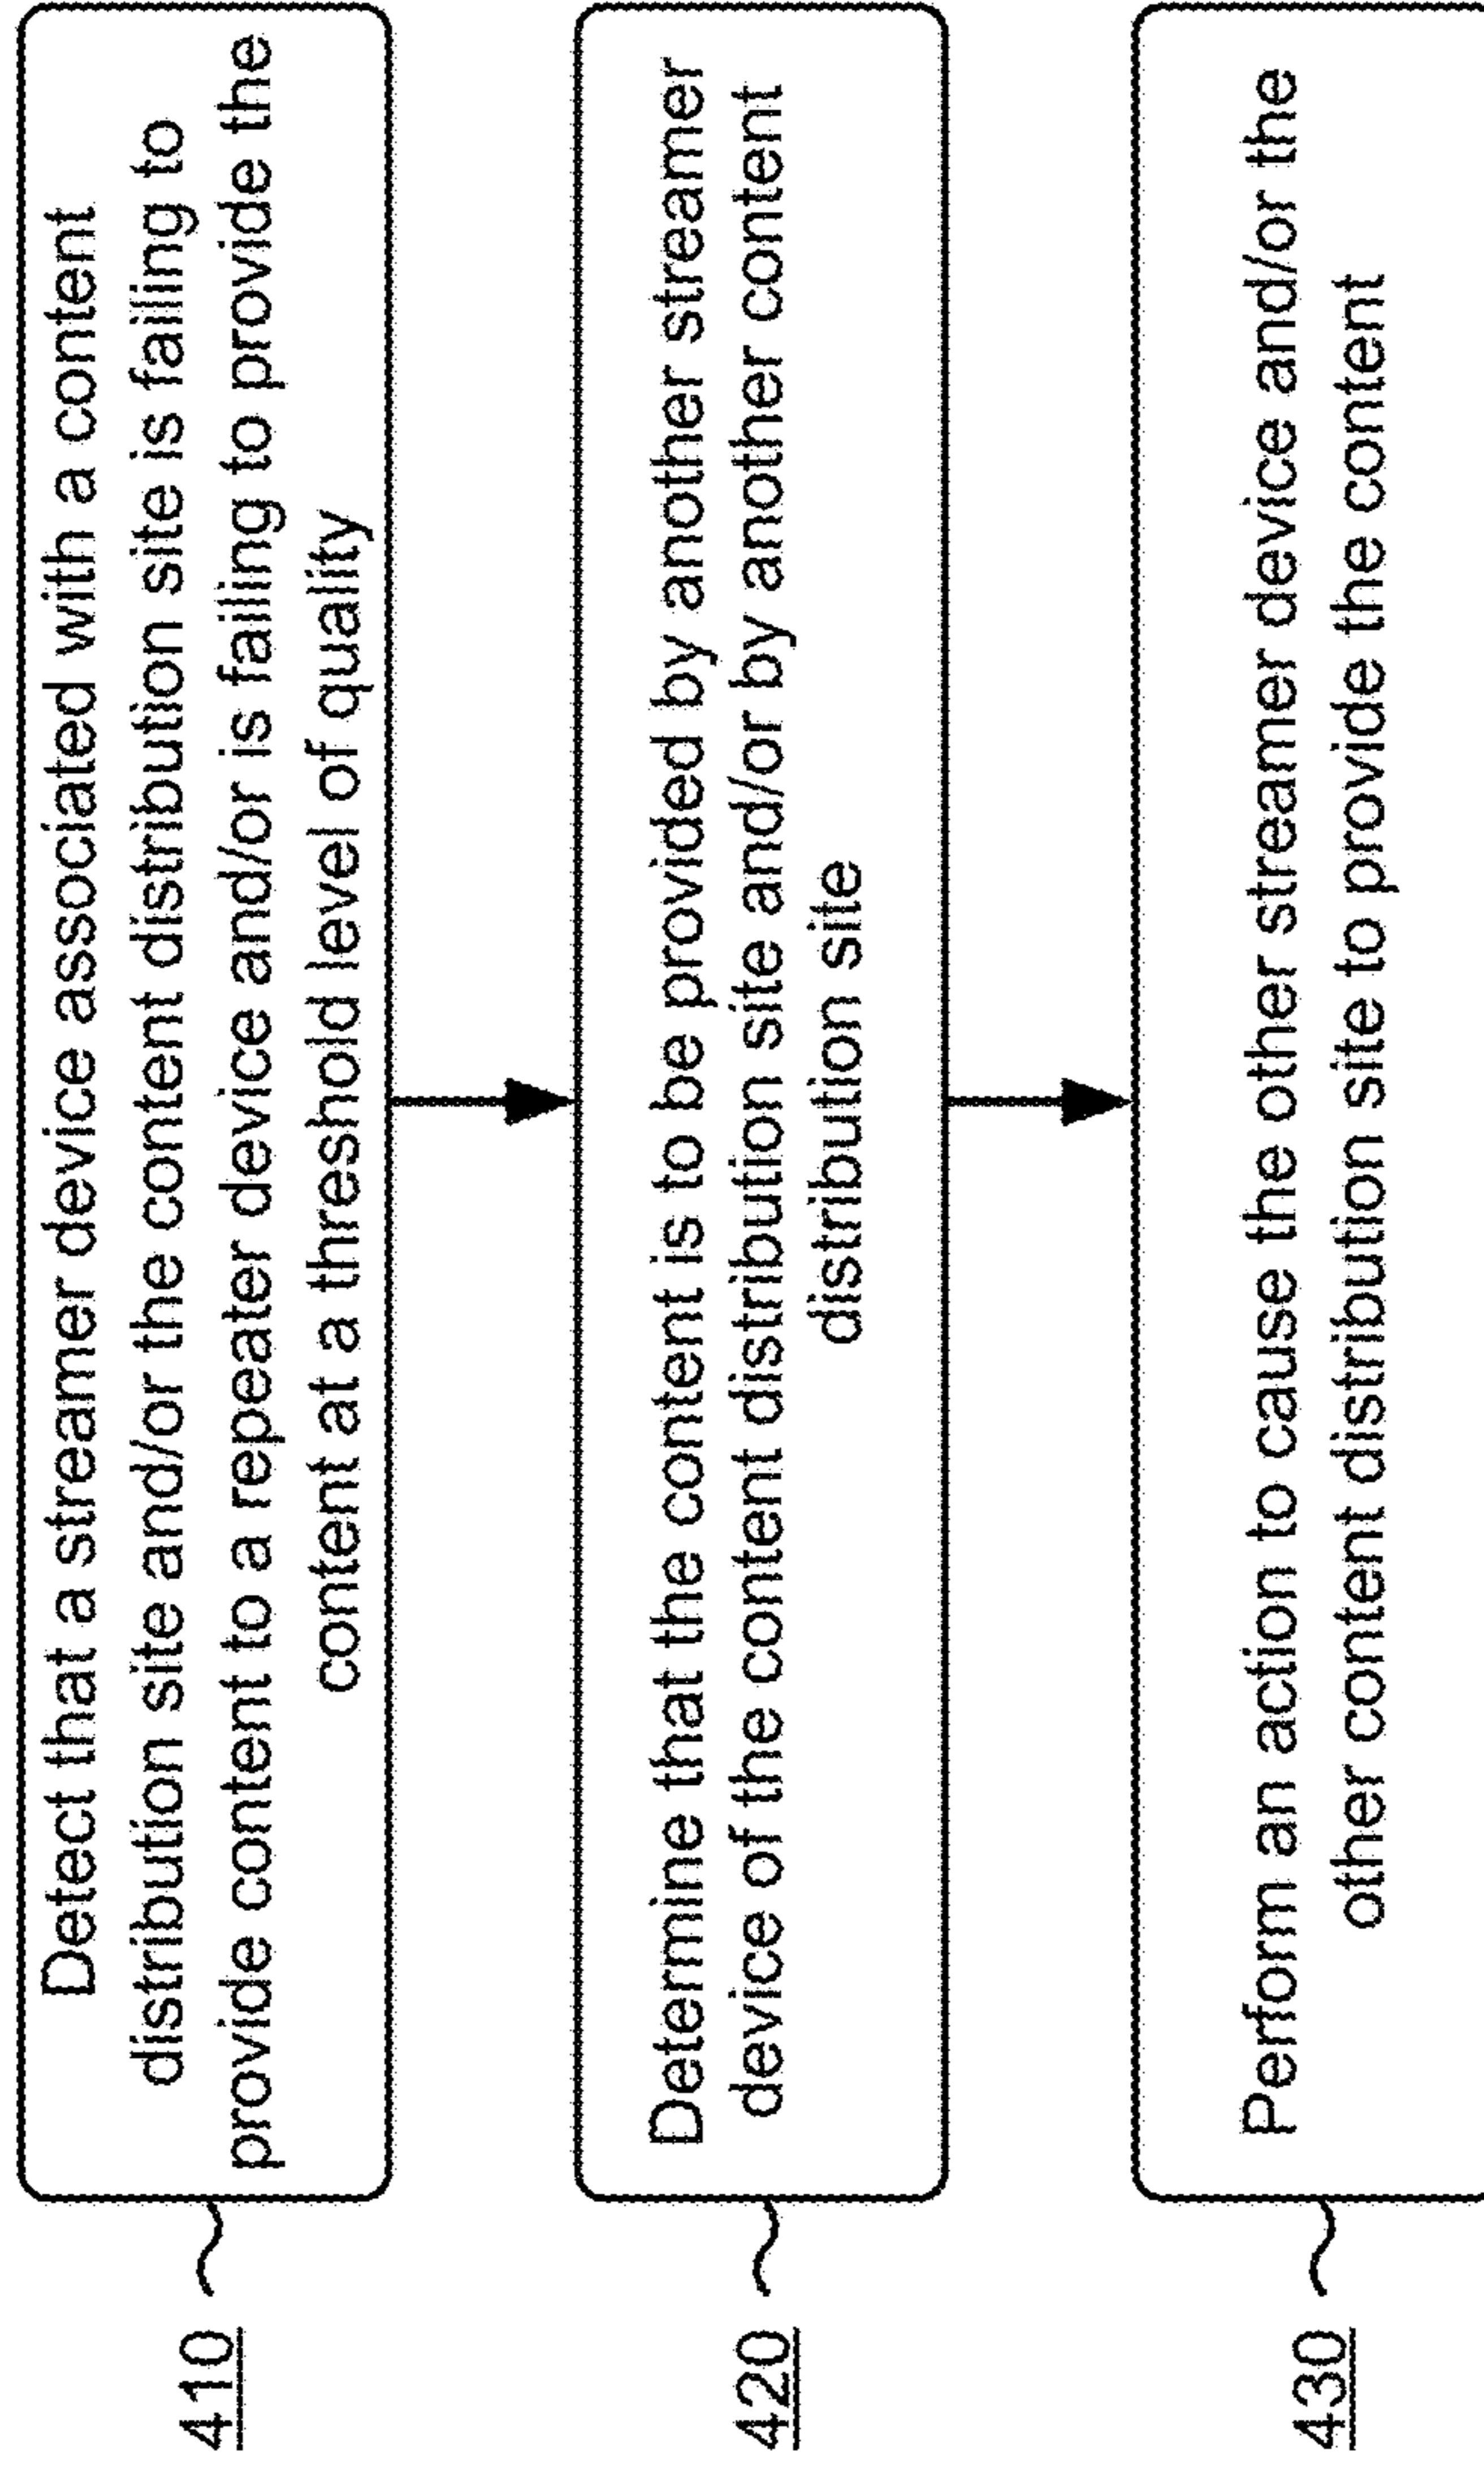 410
Detect that a streamer device associated with a content
distribution site and/or the content distribution site is failing to
provide content to a repeater device and/or is failing to provide the
content at a threshold level of quality
420
Determine that the content is to be provided by another streamer
device of the content distribution site and/or by another content
distribution site
430
Perform an action to cause the other streamer device and/or the
other content distribution site to provide the content